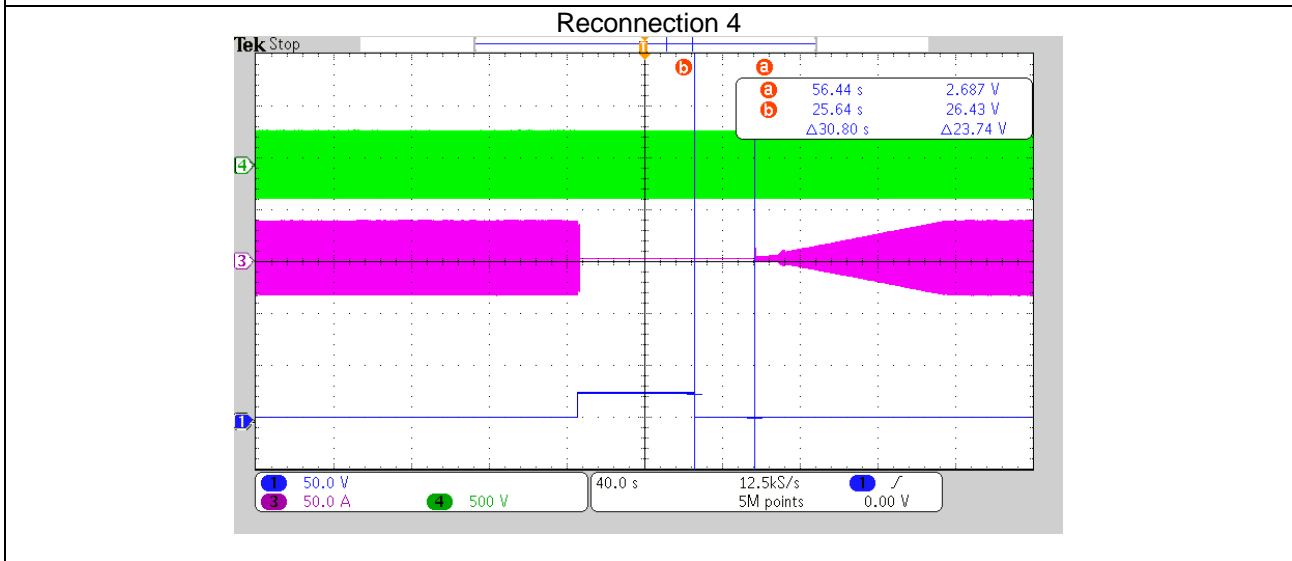 Reconnection 4
Tek Stop
T
b a
a 56.44 s 2.687 V
b 25.64 s 26.43 V
Δ30.80 s Δ23.74 V
4
3
1
1 50.0 V 40.0 s 12.5kS/s 1 /
3 50.0 A 4 500 V 5M points 0.00 V